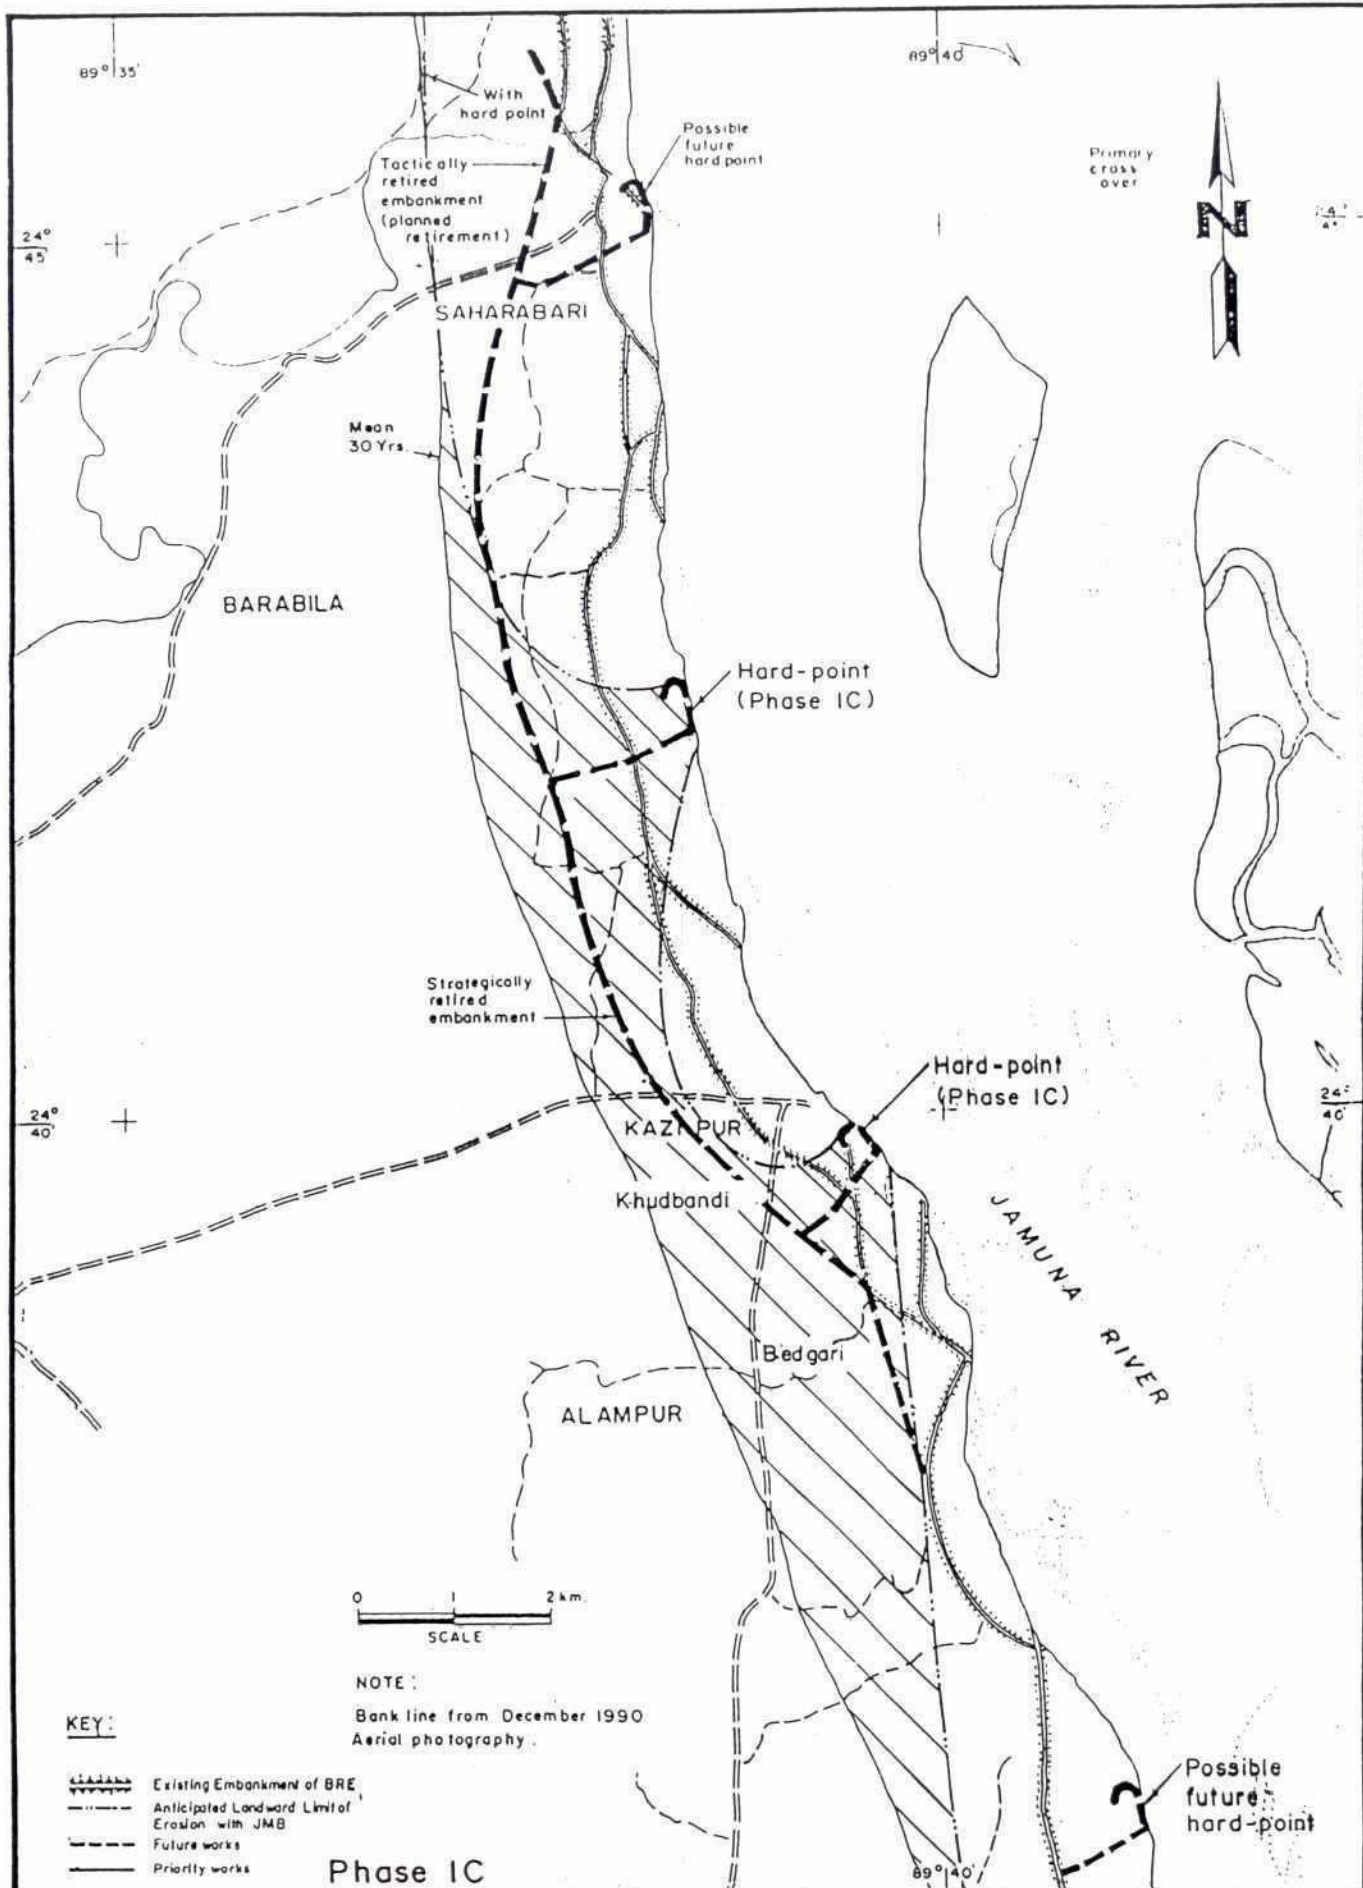 89° 35'
89° 40'
With
hard point
Possible
future
hard point
Primary
cross
over
Tactically
retired
embankment
(planned
retirement)
N
24°
45'
SAHARABARI
Mean
30 Yrs.
BARABILA
Hard-point
(Phase 1C)
Strategically
retired
embankment
Hard-point
(Phase 1C)
24°
40'
24°
40'
KAZIPUR
Khudbandi
JAMUNA RIVER
Bedgari
ALAMPUR
0 1 2 km.
SCALE
NOTE:
Bank line from December 1990
Aerial photography.
KEY:
Existing Embankment of BRE
Anticipated Landward Limit of
Erosion with JMB
Future works
Priority works
Possible
future
hard-point
Phase 1C
89° 40'